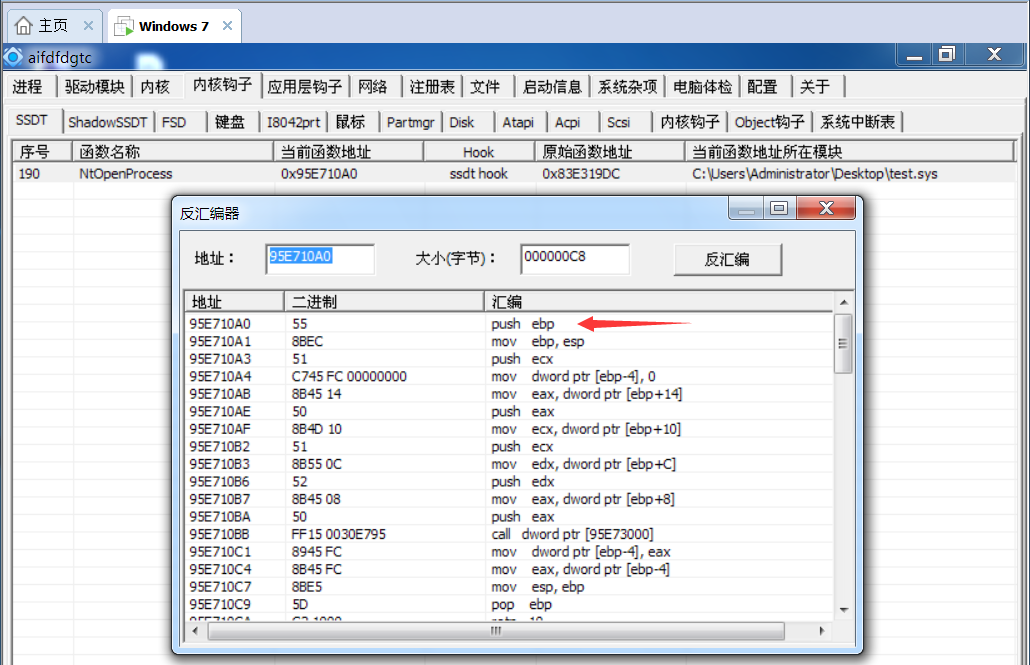 主页 Windows 7
aifdfdgtc
进程 驱动模块 内核 内核钩子 应用层钩子 网络 注册表 文件 启动信息 系统杂项 电脑体检 配置 关于
SSDT ShadowSSDT FSD 键盘 I8042prt 鼠标 Partmgr Disk Atapi Acpi Scsi 内核钩子 Object钩子 系统中断表
序号 函数名称 当前函数地址 Hook 原始函数地址 当前函数地址所在模块
190 NtOpenProcess 0x95E710A0 ssdt hook 0x83E319DC C:\Users\Administrator\Desktop\test.sys
反汇编器
地址： 95E710A0 大小(字节)： 000000C8 反汇编
地址 二进制 汇编
95E710A0 55 push ebp
95E710A1 8BEC mov ebp, esp
95E710A3 51 push ecx
95E710A4 C745 FC 00000000 mov dword ptr [ebp-4], 0
95E710AB 8B45 14 mov eax, dword ptr [ebp+14]
95E710AE 50 push eax
95E710AF 8B4D 10 mov ecx, dword ptr [ebp+10]
95E710B2 51 push ecx
95E710B3 8B55 0C mov edx, dword ptr [ebp+C]
95E710B6 52 push edx
95E710B7 8B45 08 mov eax, dword ptr [ebp+8]
95E710BA 50 push eax
95E710BB FF15 0030E795 call dword ptr [95E73000]
95E710C1 8945 FC mov dword ptr [ebp-4], eax
95E710C4 8B45 FC mov eax, dword ptr [ebp-4]
95E710C7 8BE5 mov esp, ebp
95E710C9 5D pop ebp